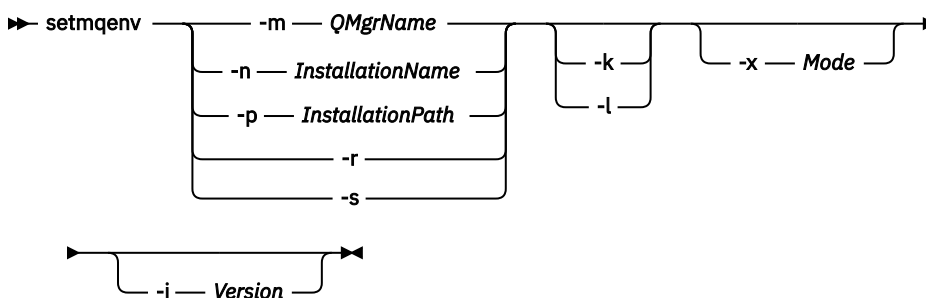 setmqenv -m QMgrName
-n InstallationName
-p InstallationPath
-r
-s
-k
-l
-x Mode
-j Version